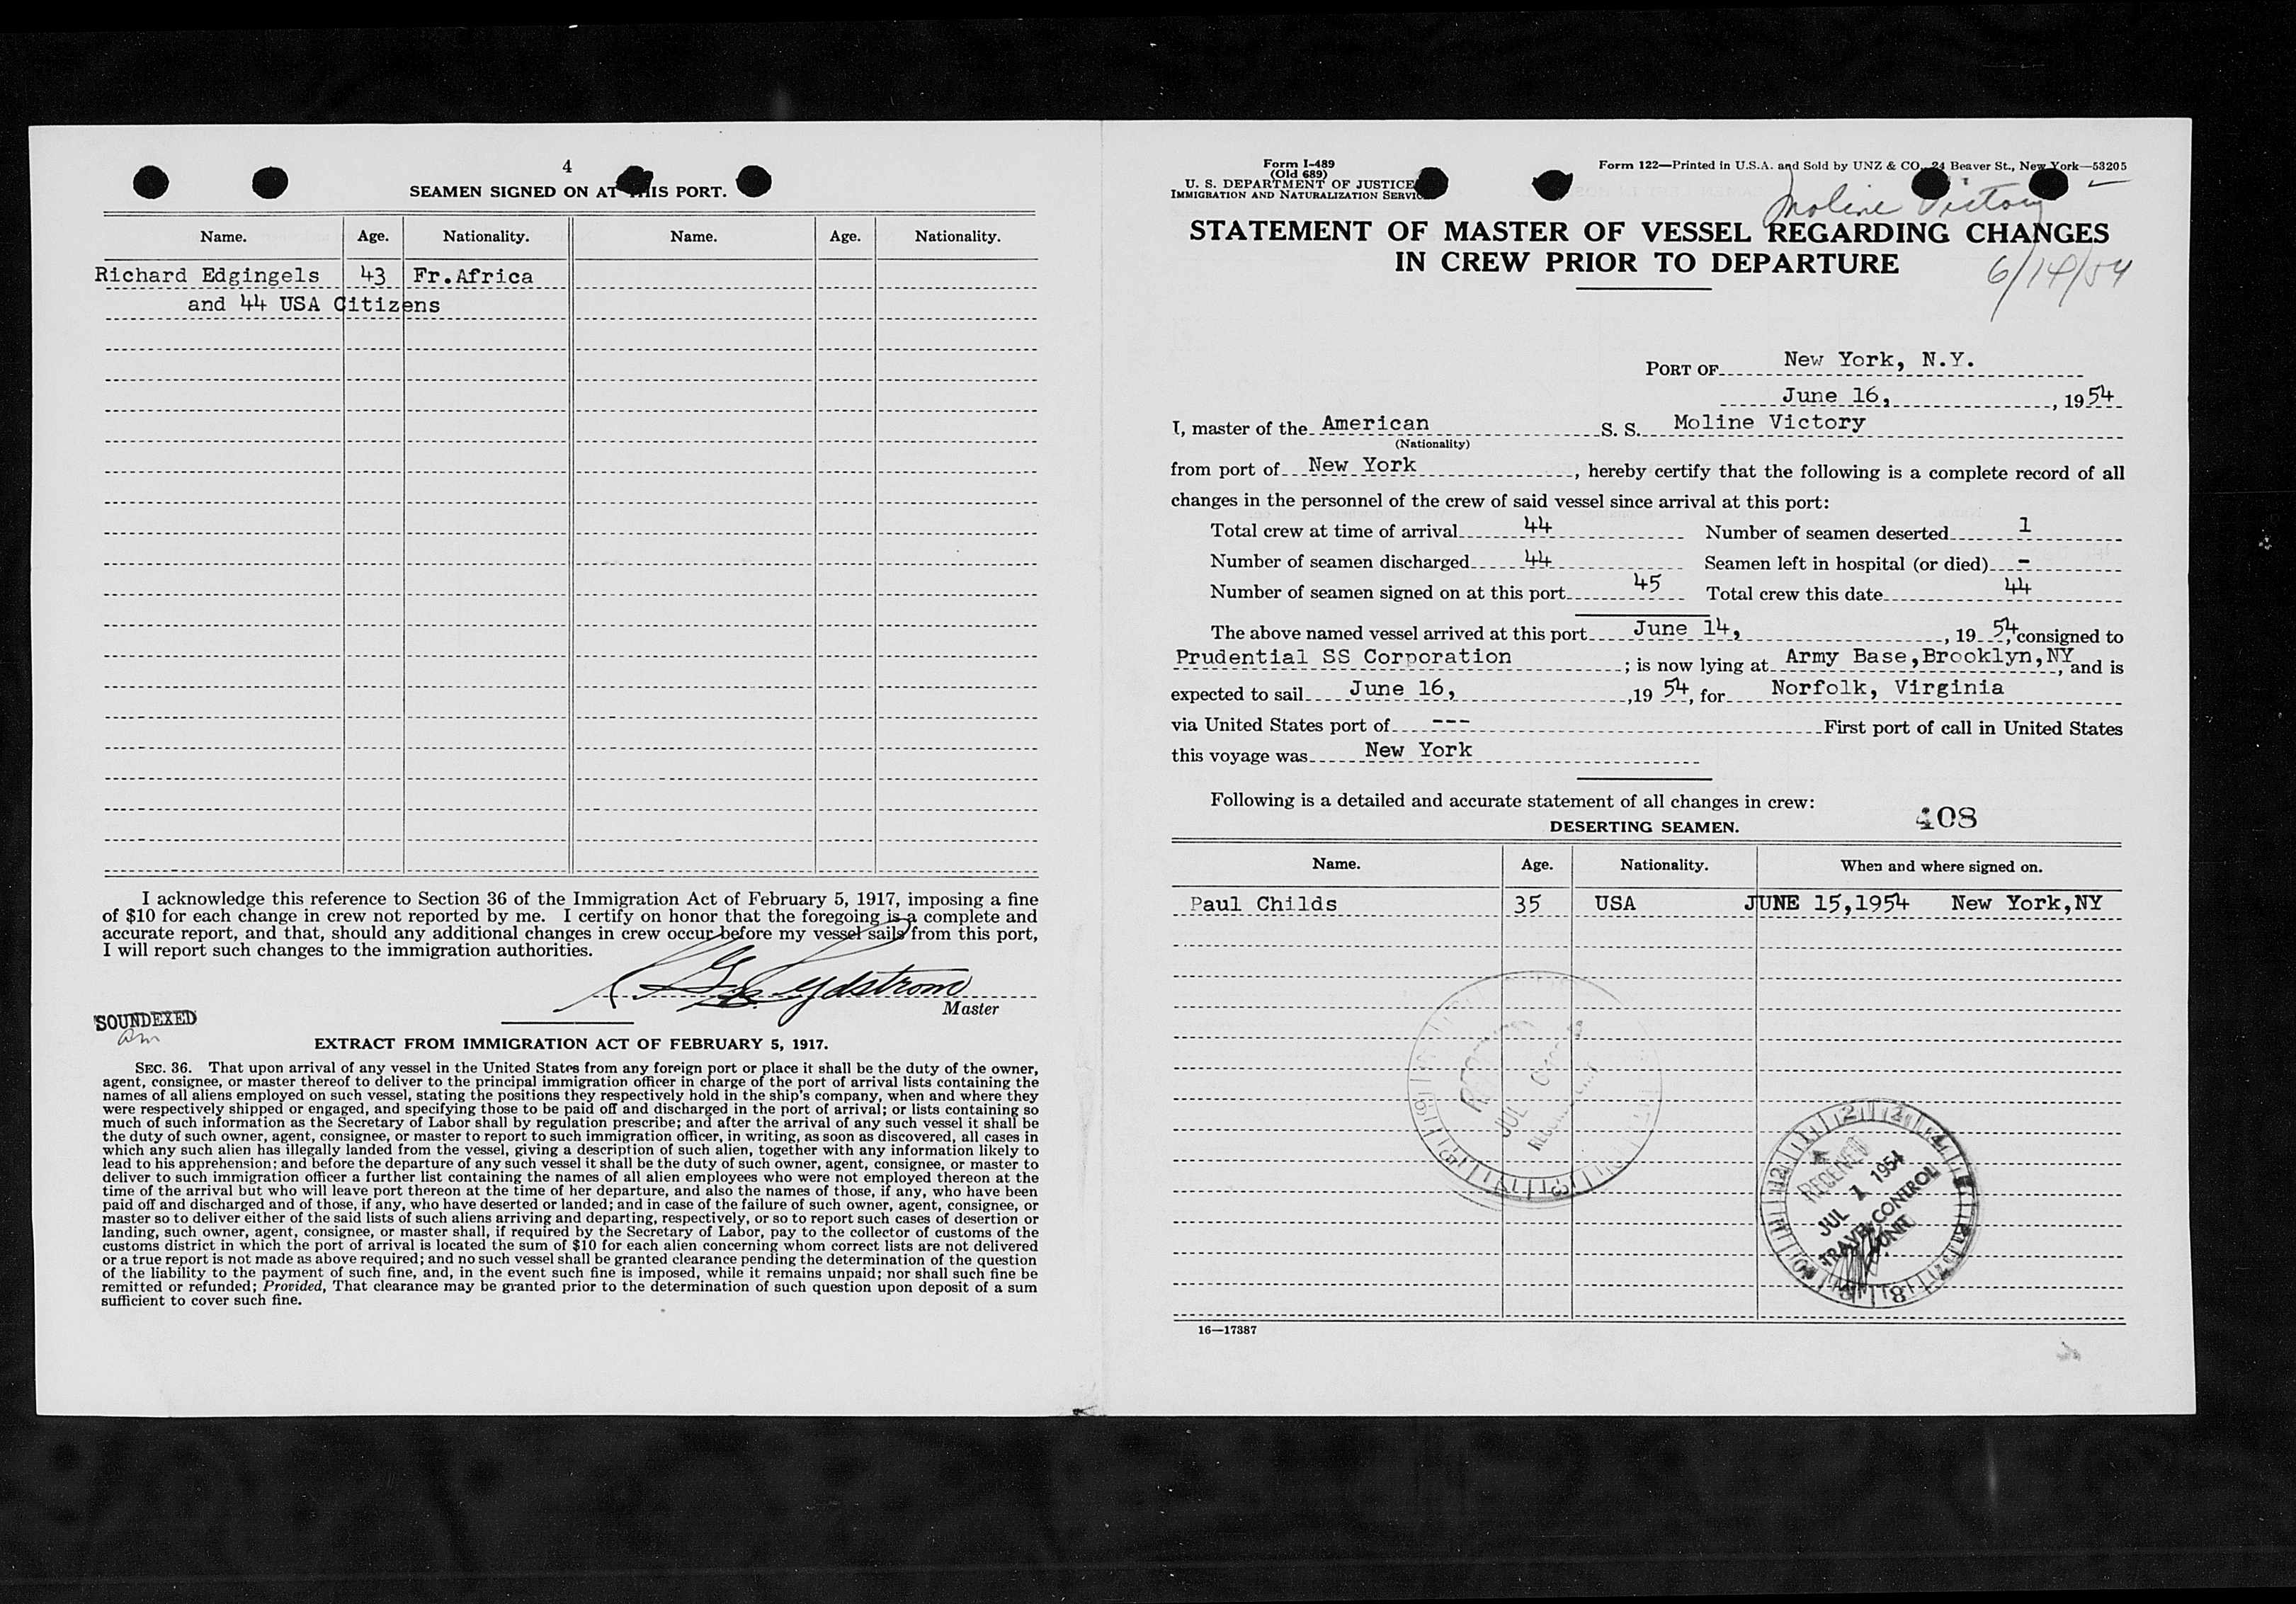 4
SEAMEN SIGNED ON AT THIS PORT.
Name. Age. Nationality. Name. Age. Nationality.
Richard Edgingels 43 Fr.Africa
and 44 USA Citizens
I acknowledge this reference to Section 36 of the Immigration Act of February 5, 1917, imposing a fine
of $10 for each change in crew not reported by me. I certify on honor that the foregoing is a complete and
accurate report, and that, should any additional changes in crew occur before my vessel sails from this port,
I will report such changes to the immigration authorities.
Lydstrom
Master
SOUNDEXED
EXTRACT FROM IMMIGRATION ACT OF FEBRUARY 5, 1917.
SEC. 36. That upon arrival of any vessel in the United States from any foreign port or place it shall be the duty of the owner,
agent, consignee, or master thereof to deliver to the principal immigration officer in charge of the port of arrival lists containing the
names of all aliens employed on such vessel, stating the positions they respectively hold in the ship's company, when and where they
were respectively shipped or engaged, and specifying those to be paid off and discharged in the port of arrival; or lists containing so
much of such information as the Secretary of Labor shall by regulation prescribe; and after the arrival of any such vessel it shall be
the duty of such owner, agent, consignee, or master to report to such immigration officer, in writing, as soon as discovered, all cases in
which any such alien has illegally landed from the vessel, giving a description of such alien, together with any information likely to
lead to his apprehension; and before the departure of any such vessel it shall be the duty of such owner, agent, consignee, or master to
deliver to such immigration officer a further list containing the names of all alien employees who were not employed thereon at the
time of the arrival but who will leave port thereon at the time of her departure, and also the names of those, if any, who have been
paid off and discharged and of those, if any, who have deserted or landed; and in case of the failure of such owner, agent, consignee, or
master so to deliver either of the said lists of such aliens arriving and departing, respectively, or so to report such cases of desertion or
landing, such owner, agent, consignee, or master shall, if required by the Secretary of Labor, pay to the collector of customs of the
customs district in which the port of arrival is located the sum of $10 for each alien concerning whom correct lists are not delivered
or a true report is not made as above required; and no such vessel shall be granted clearance pending the determination of the question
of the liability to the payment of such fine, and, in the event such fine is imposed, while it remains unpaid; nor shall such fine be
remitted or refunded; Provided, That clearance may be granted prior to the determination of such question upon deposit of a sum
sufficient to cover such fine.
Form I-489
(Old 689)
U. S. DEPARTMENT OF JUSTICE
IMMIGRATION AND NATURALIZATION SERVICE
Form 122—Printed in U.S.A. and Sold by UNZ & CO., 24 Beaver St., New York—53205
Moline Victory
STATEMENT OF MASTER OF VESSEL REGARDING CHANGES
IN CREW PRIOR TO DEPARTURE
6/14/54
PORT OF New York, N.Y.
June 16, , 1954
I, master of the American S. S. Moline Victory
(Nationality)
from port of New York , hereby certify that the following is a complete record of all
changes in the personnel of the crew of said vessel since arrival at this port:
Total crew at time of arrival 44 Number of seamen deserted 1
Number of seamen discharged 44 Seamen left in hospital (or died) -
Number of seamen signed on at this port 45 Total crew this date 44
The above named vessel arrived at this port June 14, , 19 54, consigned to
Prudential SS Corporation ; is now lying at Army Base, Brooklyn, NY, and is
expected to sail June 16, ,19 54, for Norfolk, Virginia
via United States port of --- First port of call in United States
this voyage was New York
Following is a detailed and accurate statement of all changes in crew:
408
DESERTING SEAMEN.
Name. Age. Nationality. When and where signed on.
Paul Childs 35 USA JUNE 15,1954 New York,NY
RECEIVED
JUL 1 1954
TRAVEL CONTROL
UNIT
16—17387